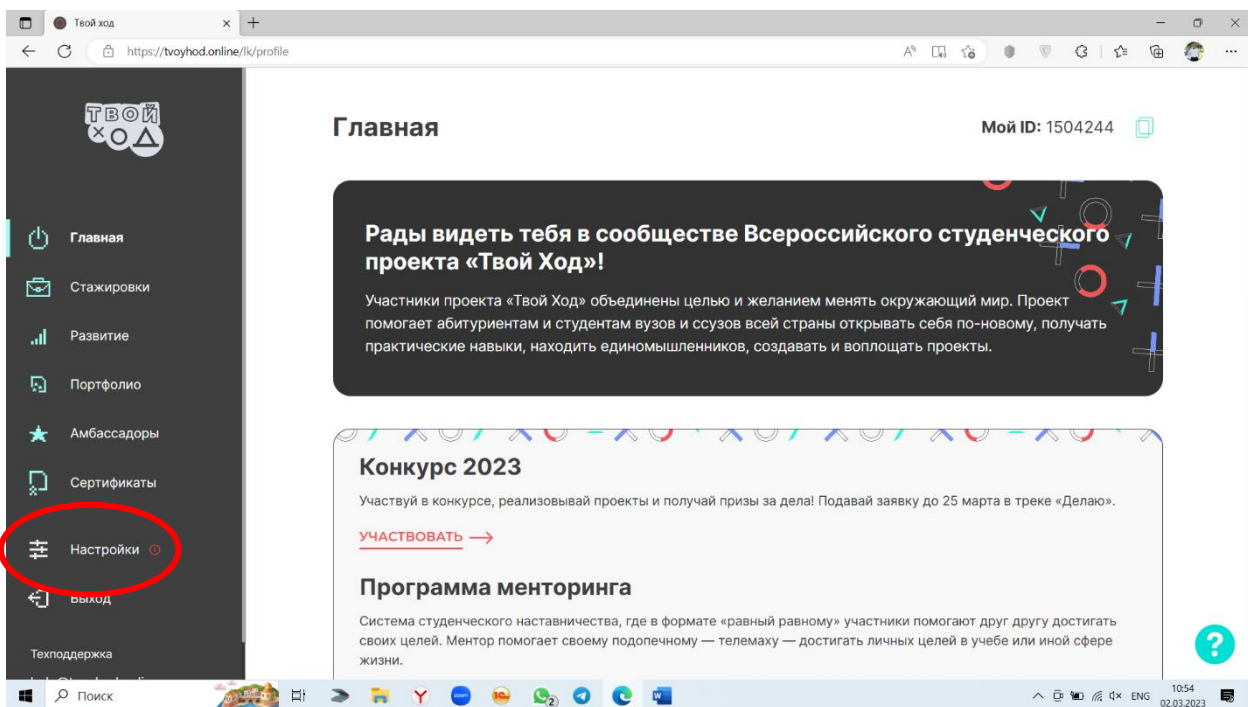 Твой ход
https://tvoyhod.online/lk/profile
ТВОЙ
ХОД
Главная
Мой ID: 1504244
Рады видеть тебя в сообществе Всероссийского студенческого
проекта «Твой Ход»!
Участники проекта «Твой Ход» объединены целью и желанием менять окружающий мир. Проект
помогает абитуриентам и студентам вузов и ссузов всей страны открывать себя по-новому, получать
практические навыки, находить единомышленников, создавать и воплощать проекты.
Главная
Стажировки
Развитие
Портфолио
Амбассадоры
Сертификаты
Настройки
Выход
Техподдержка
Конкурс 2023
Участвуй в конкурсе, реализовывай проекты и получай призы за дела! Подавай заявку до 25 марта в треке «Делаю».
УЧАСТВОВАТЬ
Программа менторинга
Система студенческого наставничества, где в формате «равный равному» участники помогают друг другу достигать
своих целей. Ментор помогает своему подопечному — телемаху — достигать личных целей в учебе или иной сфере
жизни.
?
Поиск
zoom
2
ENG
10:54
02.03.2023